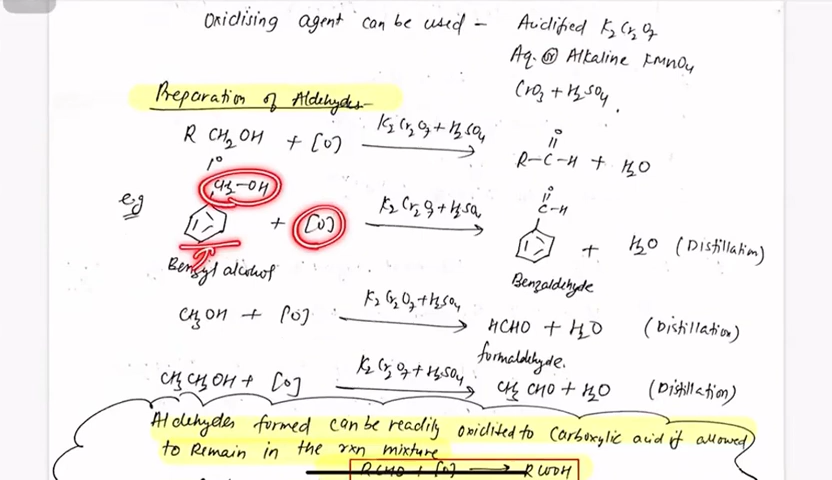 Oxidising agent can be used - Acidified K2Cr2O7
Aq. or Alkaline KMnO4
CrO3 + H2SO4
Preparation of Aldehydes-
R CH2OH + [O] K2Cr2O7 + H2SO4 → R-C-H + H2O
1°
O
e.g
CH2-OH + [O] K2Cr2O7 + H2SO4 → C-H + H2O (Distillation)
O
Benzyl alcohol
Benzaldehyde
CH3OH + [O] K2Cr2O7 + H2SO4 → HCHO + H2O (Distillation)
formaldehyde.
CH3CH2OH + [O] K2Cr2O7 + H2SO4 → CH3 CHO + H2O (Distillation)
Aldehydes formed can be readily oxidited to Carboxylic acid if allowed
to Remain in the rxn mixture
RCHO + [O] → RCOOH